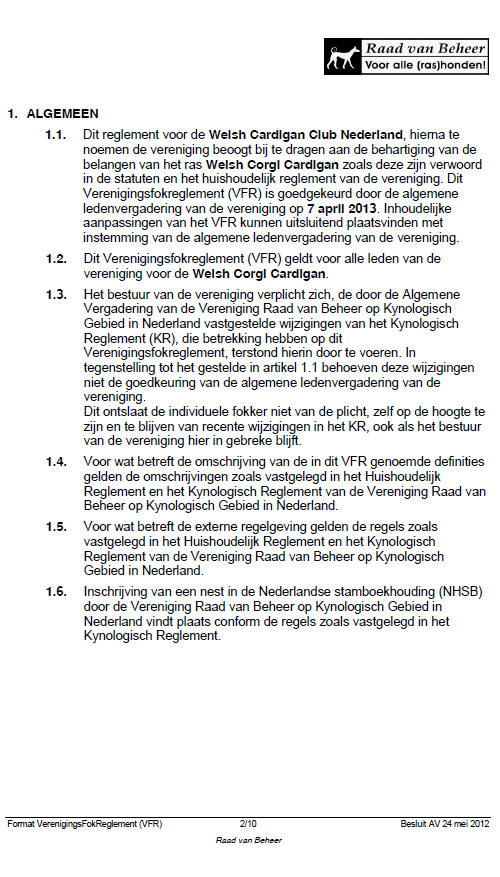 Raad van Beheer
Voor alle (ras)honden!
1. ALGEMEEN
1.1. Dit reglement voor de Welsh Cardigan Club Nederland, hierna te
noemen de vereniging beoogt bij te dragen aan de behartiging van de
belangen van het ras Welsh Corgi Cardigan zoals deze zijn verwoord
in de statuten en het huishoudelijk reglement van de vereniging. Dit
Verenigingsfokreglement (VFR) is goedgekeurd door de algemene
ledenvergadering van de vereniging op 7 april 2013. Inhoudelijke
aanpassingen van het VFR kunnen uitsluitend plaatsvinden met
instemming van de algemene ledenvergadering van de vereniging.
1.2. Dit Verenigingsfokreglement (VFR) geldt voor alle leden van de
vereniging voor de Welsh Corgi Cardigan.
1.3. Het bestuur van de vereniging verplicht zich, de door de Algemene
Vergadering van de Vereniging Raad van Beheer op Kynologisch
Gebied in Nederland vastgestelde wijzigingen van het Kynologisch
Reglement (KR), die betrekking hebben op dit
Verenigingsfokreglement, terstond hierin door te voeren. In
tegenstelling tot het gestelde in artikel 1.1 behoeven deze wijzigingen
niet de goedkeuring van de algemene ledenvergadering van de
vereniging.
Dit ontslaat de individuele fokker niet van de plicht, zelf op de hoogte te
zijn en te blijven van recente wijzigingen in het KR, ook als het bestuur
van de vereniging hier in gebreke blijft.
1.4. Voor wat betreft de omschrijving van de in dit VFR genoemde definities
gelden de omschrijvingen zoals vastgelegd in het Huishoudelijk
Reglement en het Kynologisch Reglement van de Vereniging Raad van
Beheer op Kynologisch Gebied in Nederland.
1.5. Voor wat betreft de externe regelgeving gelden de regels zoals
vastgelegd in het Huishoudelijk Reglement en het Kynologisch
Reglement van de Vereniging Raad van Beheer op Kynologisch
Gebied in Nederland.
1.6. Inschrijving van een nest in de Nederlandse stamboekhouding (NHSB)
door de Vereniging Raad van Beheer op Kynologisch Gebied in
Nederland vindt plaats conform de regels zoals vastgelegd in het
Kynologisch Reglement.
Format VerenigingsFokReglement (VFR) 2/10 Besluit AV 24 mei 2012
Raad van Beheer